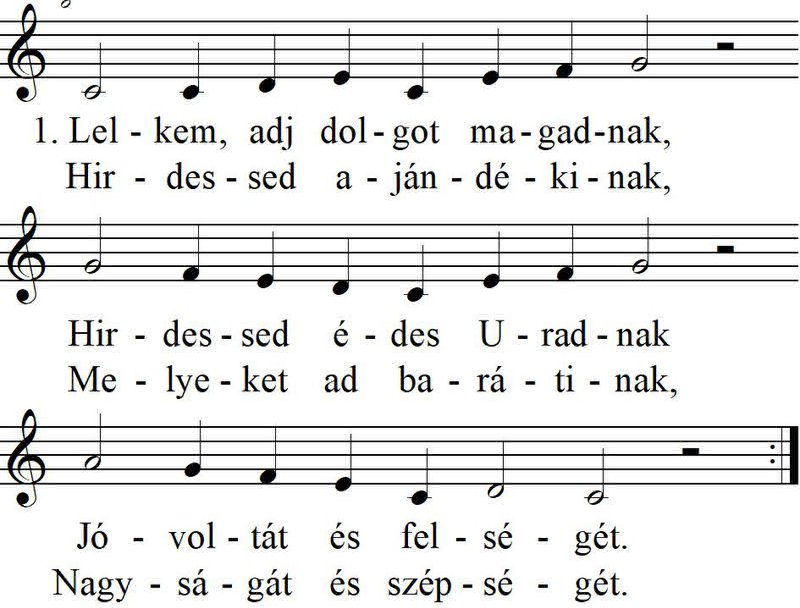 1. Lel - kem, adj dol - got ma - gad - nak,
Hir - des - sed a - ján - dé - ki - nak,
Hir - des - sed é - des U - rad - nak
Me - lye - ket ad ba - rá - ti - nak,
Jó - vol - tát és fel - sé - gét.
Nagy - sá - gát és szép - sé - gét.